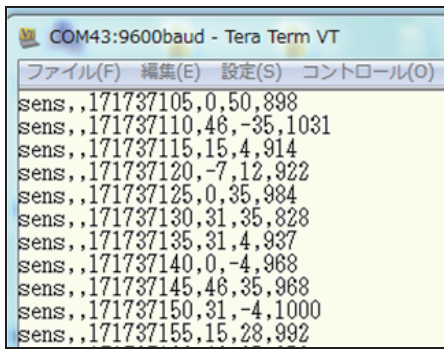 COM43:9600baud - Tera Term VT
ファイル(F) 編集(E) 設定(S) コントロール(O)
sens,,171737105,0,50,898
sens,,171737110,46,-35,1031
sens,,171737115,15,4,914
sens,,171737120,-7,12,922
sens,,171737125,0,35,984
sens,,171737130,31,35,828
sens,,171737135,31,4,937
sens,,171737140,0,-4,968
sens,,171737145,46,35,968
sens,,171737150,31,-4,1000
sens,,171737155,15,28,992